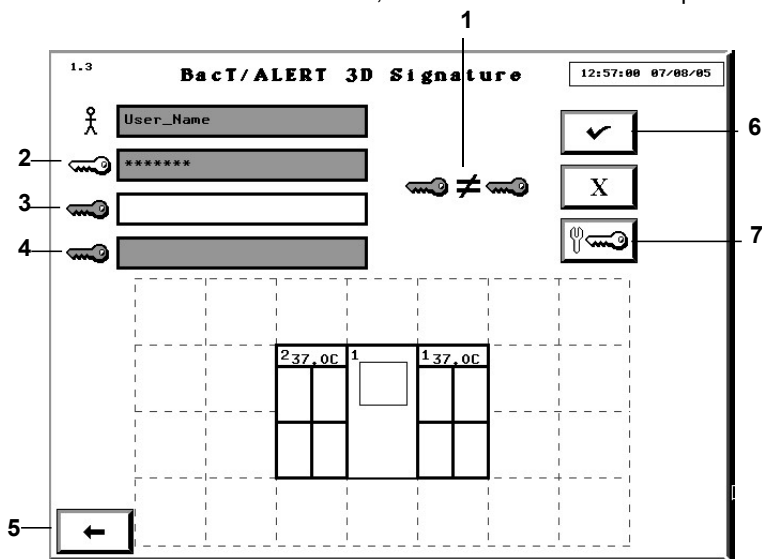 1
1.3
BacT/ALERT 3D Signature
12:57:00 07/08/05
User_Name
6
2
*******
≠
3
X
4
7
2 37.0C 1 1 37.0C
5